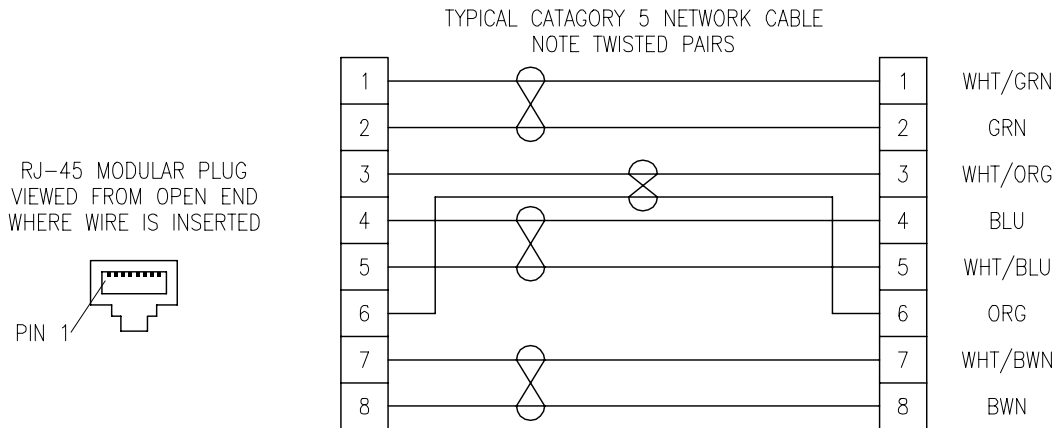 TYPICAL CATAGORY 5 NETWORK CABLE
NOTE TWISTED PAIRS
RJ-45 MODULAR PLUG
VIEWED FROM OPEN END
WHERE WIRE IS INSERTED
PIN 1
1 1 WHT/GRN
2 2 GRN
3 3 WHT/ORG
4 4 BLU
5 5 WHT/BLU
6 6 ORG
7 7 WHT/BWN
8 8 BWN